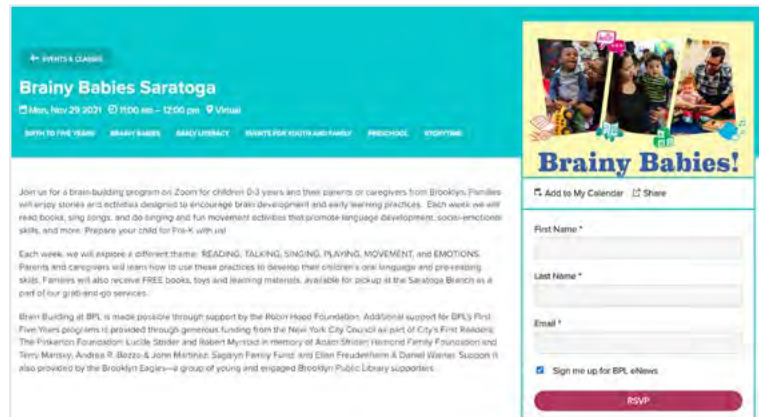 EVENTS & CLASSES
Brainy Babies Saratoga
Mon, Nov 29 2021 11:00 am – 12:00 pm Virtual
BIRTH TO FIVE YEARS BRAINY BABIES EARLY LITERACY EVENTS FOR YOUTH AND FAMILY PRESCHOOL STORYTIME
Join us for a brain-building program on Zoom for children 0-3 years and their parents or caregivers from Brooklyn. Families
will enjoy stories and activities designed to encourage brain development and early learning practices. Each week we will
read books, sing songs, and do singing and fun movement activities that promote language development, social-emotional
skills, and more. Prepare your child for Pre-K with us!
Each week, we will explore a different theme: READING, TALKING, SINGING, PLAYING, MOVEMENT, and EMOTIONS.
Parents and caregivers will learn how to use these practices to develop their children's oral language and pre-reading
skills. Families will also receive FREE books, toys and learning materials, available for pickup at the Saratoga Branch as a
part of our grab-and-go services.
Brain Building at BPL is made possible through support by the Robin Hood Foundation. Additional support for BPL's First
Five Years programs is provided through generous funding from the New York City Council as part of City's First Readers;
The Pinkerton Foundation; Lucile Strider and Robert Myrstad in memory of Adam Strider; Hemond Family Foundation and
Terry Mansky; Andrea R. Bozzo & John Martinez; Sagalyn Family Fund; and Ellen Freudenheim & Daniel Wiener. Support is
also provided by the Brooklyn Eagles—a group of young and engaged Brooklyn Public Library supporters.
hello
Brainy Babies!
Add to My Calendar Share
First Name *
Last Name *
Email *
Sign me up for BPL eNews
RSVP